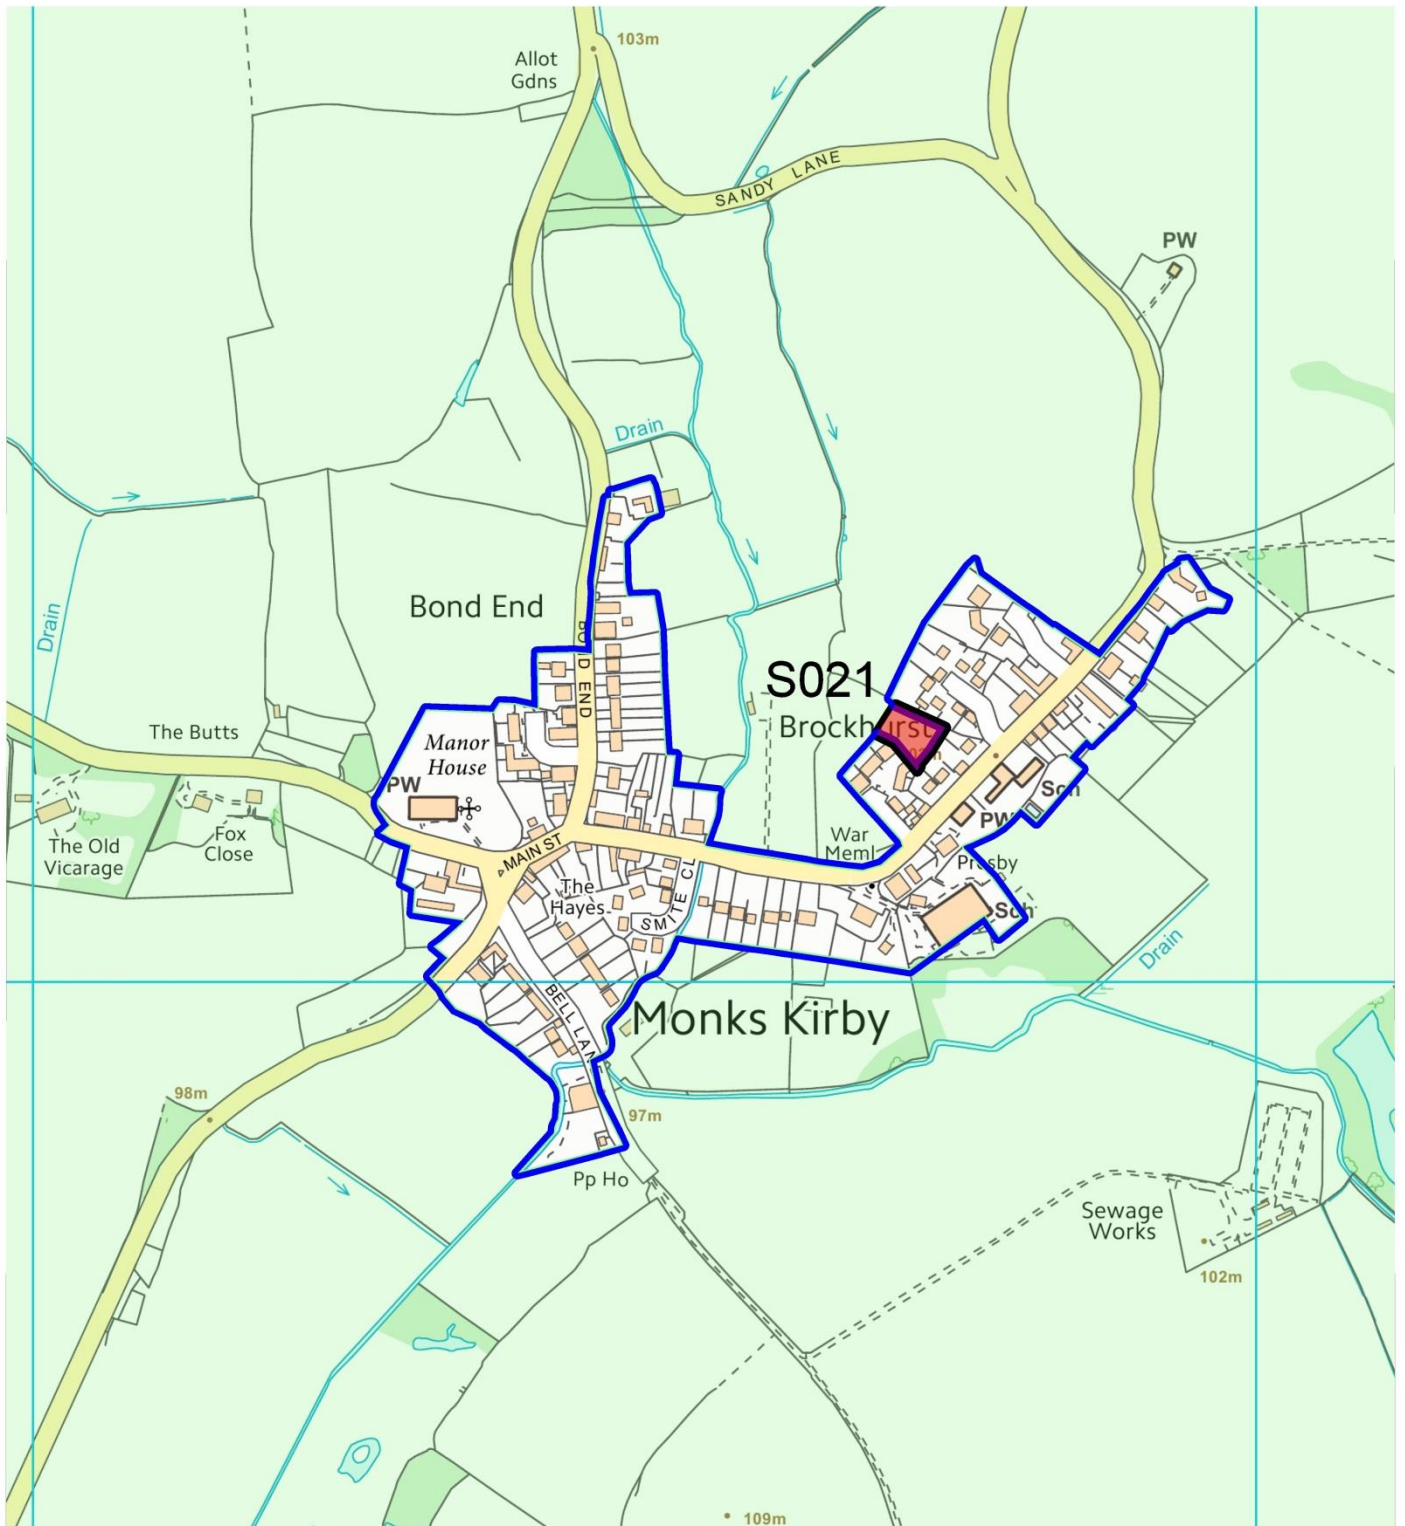 103m
Allot
Gdns
SANDY LANE
PW
Drain
Drain
Bond End
BOND END
S021
Brockhurst
The Butts
Manor
House
PW
Sch
PW
War
Meml
Presby
The Old
Vicarage
Fox
Close
MAIN ST
The
Hayes
SMITE CL
Sch
Drain
BELL LANE
Monks Kirby
98m
97m
Pp Ho
Sewage
Works
102m
109m